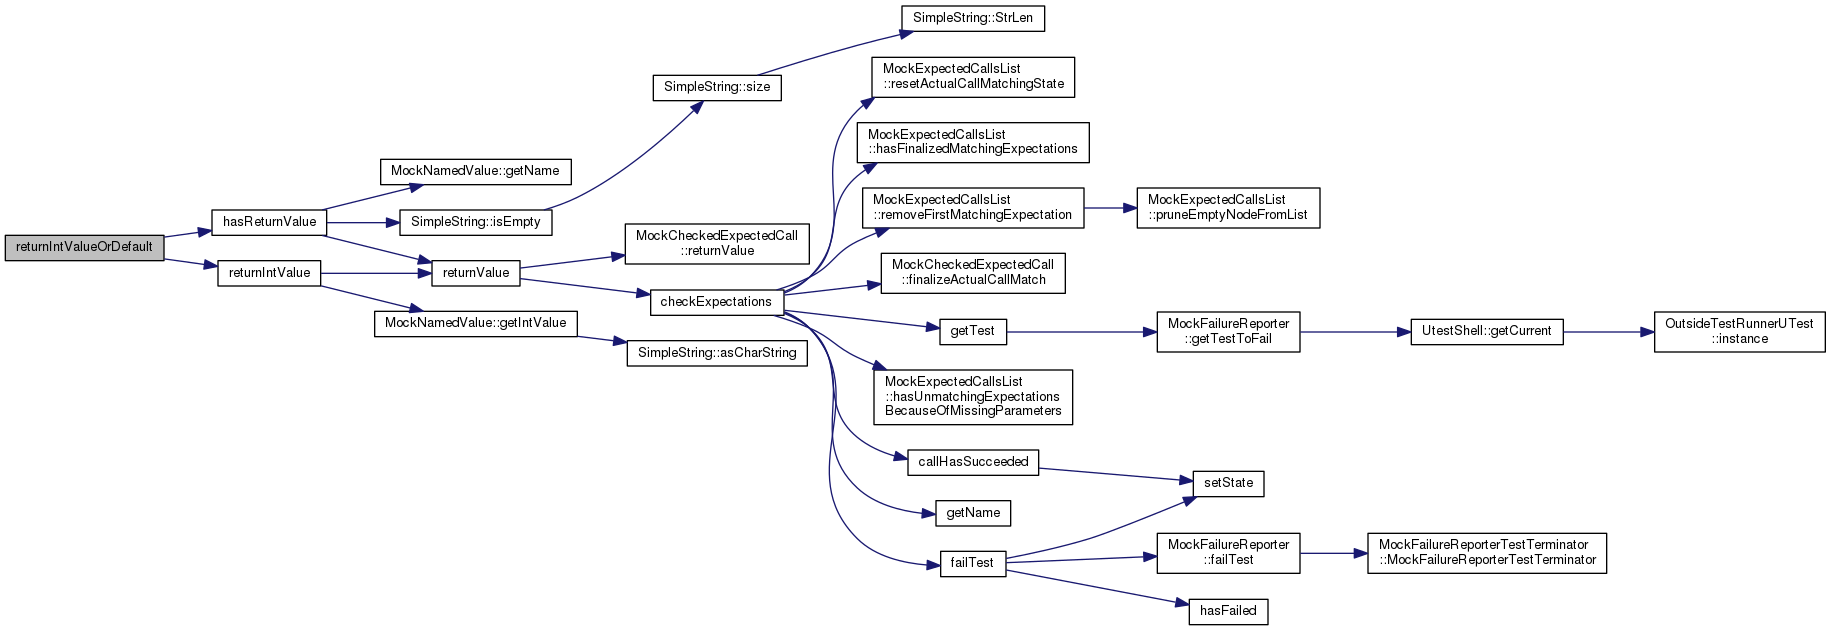 returnIntValueOrDefault
hasReturnValue
returnIntValue
MockNamedValue::getName
SimpleString::isEmpty
returnValue
MockNamedValue::getIntValue
SimpleString::size
MockCheckedExpectedCall
::returnValue
checkExpectations
SimpleString::asCharString
SimpleString::StrLen
MockExpectedCallsList
::resetActualCallMatchingState
MockExpectedCallsList
::hasFinalizedMatchingExpectations
MockExpectedCallsList
::removeFirstMatchingExpectation
MockCheckedExpectedCall
::finalizeActualCallMatch
getTest
MockExpectedCallsList
::hasUnmatchingExpectations
BecauseOfMissingParameters
callHasSucceeded
getName
failTest
MockExpectedCallsList
::pruneEmptyNodeFromList
MockFailureReporter
::getTestToFail
setState
MockFailureReporter
::failTest
hasFailed
UtestShell::getCurrent
MockFailureReporterTestTerminator
::MockFailureReporterTestTerminator
OutsideTestRunnerUTest
::instance